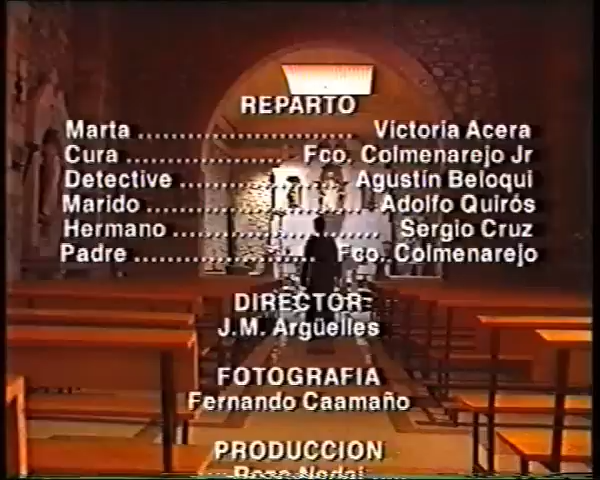 REPARTO
Marta ...................... Victoria Acera
Cura ................ Fco. Colmenarejo Jr
Detective .................. Agustín Beloqui
Marido ....................... Adolfo Quirós
Hermano .................... Sergio Cruz
Padre .................... Fco. Colmenarejo
DIRECTOR
J.M. Argüelles
FOTOGRAFIA
Fernando Caamaño
PRODUCCION